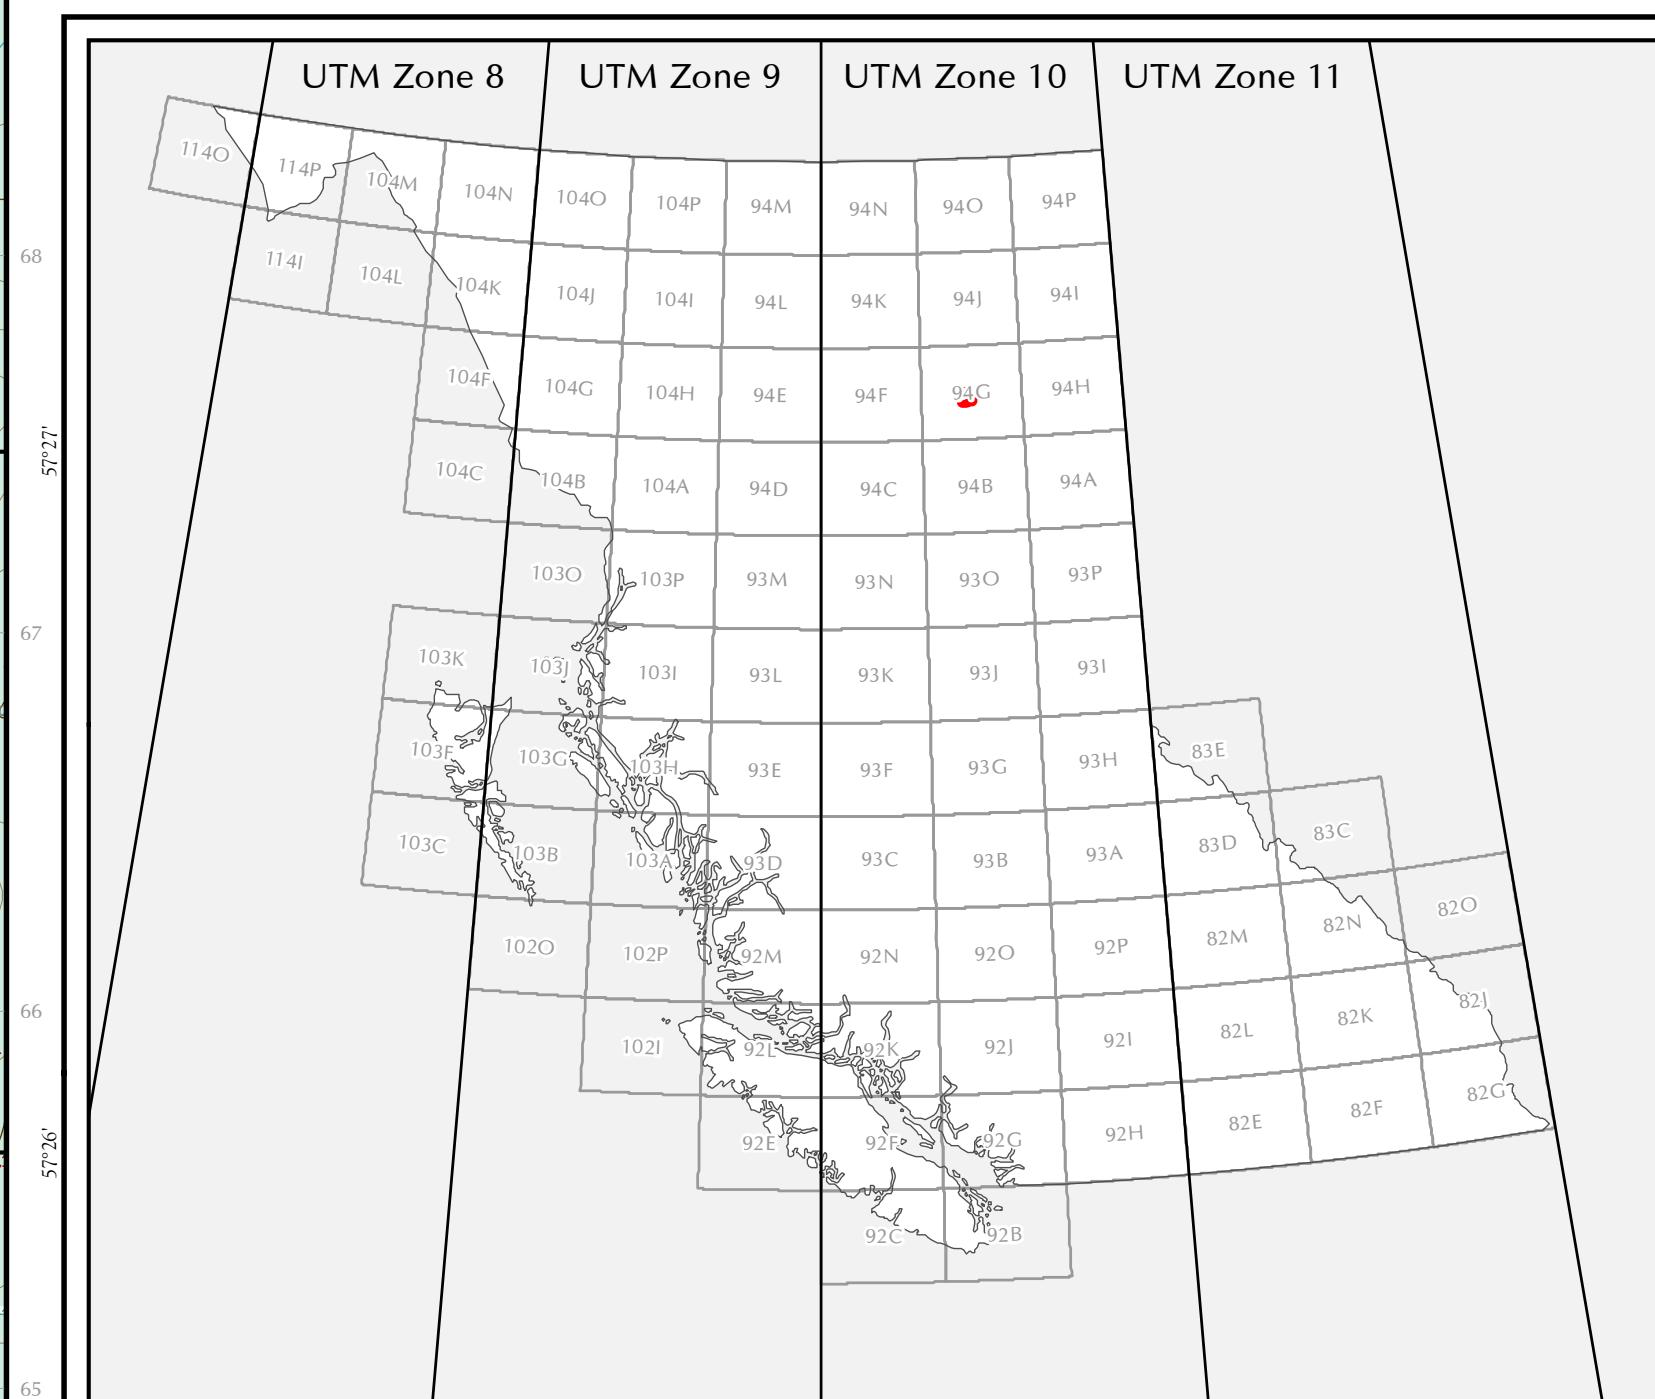 UTM Zone 8 UTM Zone 9 UTM Zone 10 UTM Zone 11
114O 114P 104M 104N 104O 104P 94M 94N 94O 94P
68
114I 104L 104K 104J 104I 94L 94K 94J 94I
104F 104G 104H 94E 94F 94G 94H
57°27'
104C 104B 104A 94D 94C 94B 94A
103O 103P 93M 93N 93O 93P
67
103K 103J 103I 93L 93K 93J 93I
103F 103G 103H 93E 93F 93G 93H 83E
103C 103B 103A 93D 93C 93B 93A 83D 83C
102O 102P 92M 92N 92O 92P 82M 82N 82O
66
102I 92L 92K 92J 92I 82L 82K 82J
57°26'
92E 92F 92G 92H 82E 82F 82G
92C 92B
65